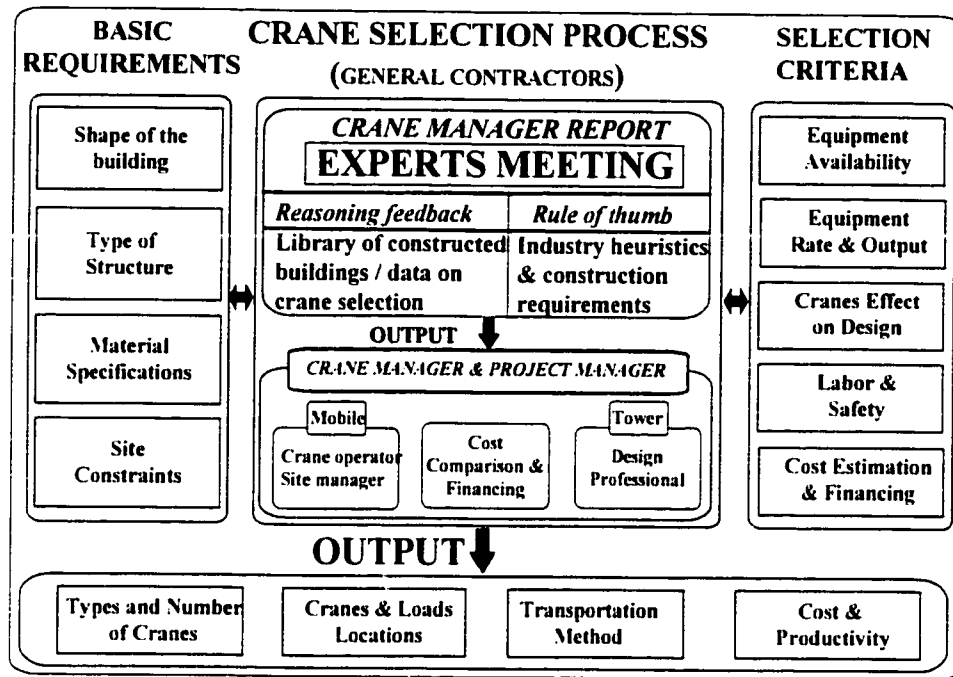 BASIC
REQUIREMENTS
Shape of the
building
Type of
Structure
Material
Specifications
Site
Constraints
CRANE SELECTION PROCESS
(GENERAL CONTRACTORS)
CRANE MANAGER REPORT
EXPERTS MEETING
Reasoning feedback
Library of constructed
buildings / data on
crane selection
Rule of thumb
Industry heuristics
& construction
requirements
OUTPUT
CRANE MANAGER & PROJECT MANAGER
Mobile
Crane operator
Site manager
Cost
Comparison &
Financing
Tower
Design
Professional
SELECTION
CRITERIA
Equipment
Availability
Equipment
Rate & Output
Cranes Effect
on Design
Labor &
Safety
Cost Estimation
& Financing
OUTPUT
Types and Number
of Cranes
Cranes & Loads
Locations
Transportation
Method
Cost &
Productivity